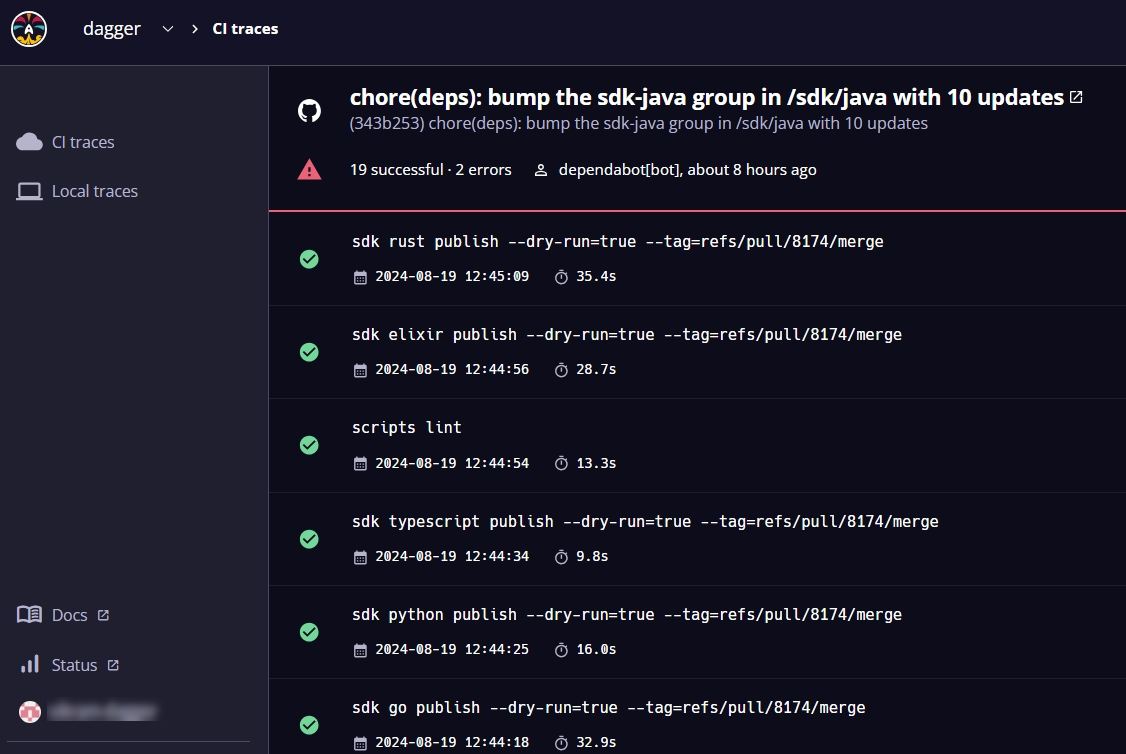 dagger > CI traces
CI traces
Local traces
Docs
Status
chore(deps): bump the sdk-java group in /sdk/java with 10 updates
(343b253) chore(deps): bump the sdk-java group in /sdk/java with 10 updates
19 successful · 2 errors dependabot[bot], about 8 hours ago
sdk rust publish --dry-run=true --tag=refs/pull/8174/merge
2024-08-19 12:45:09 35.4s
sdk elixir publish --dry-run=true --tag=refs/pull/8174/merge
2024-08-19 12:44:56 28.7s
scripts lint
2024-08-19 12:44:54 13.3s
sdk typescript publish --dry-run=true --tag=refs/pull/8174/merge
2024-08-19 12:44:34 9.8s
sdk python publish --dry-run=true --tag=refs/pull/8174/merge
2024-08-19 12:44:25 16.0s
sdk go publish --dry-run=true --tag=refs/pull/8174/merge
2024-08-19 12:44:18 32.9s